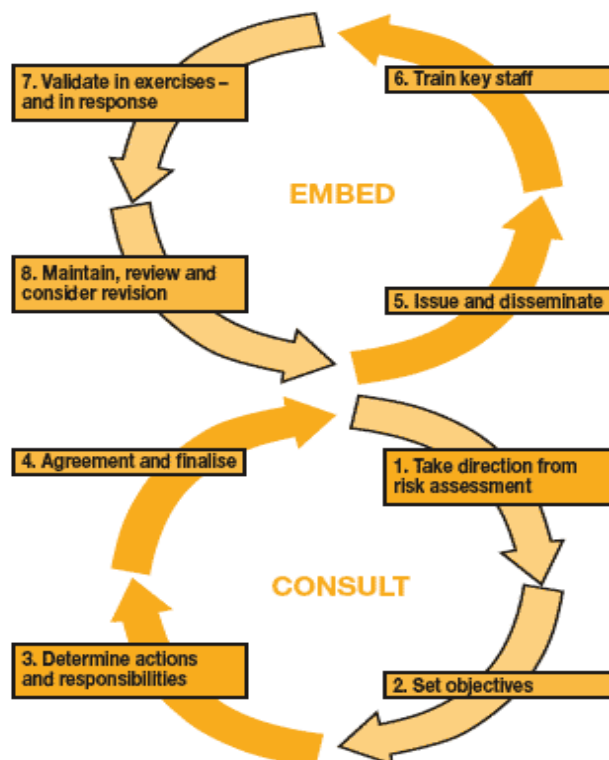 7. Validate in exercises –
and in response
6. Train key staff
EMBED
8. Maintain, review and
consider revision
5. Issue and disseminate
4. Agreement and finalise
1. Take direction from
risk assessment
CONSULT
3. Determine actions
and responsibilities
2. Set objectives